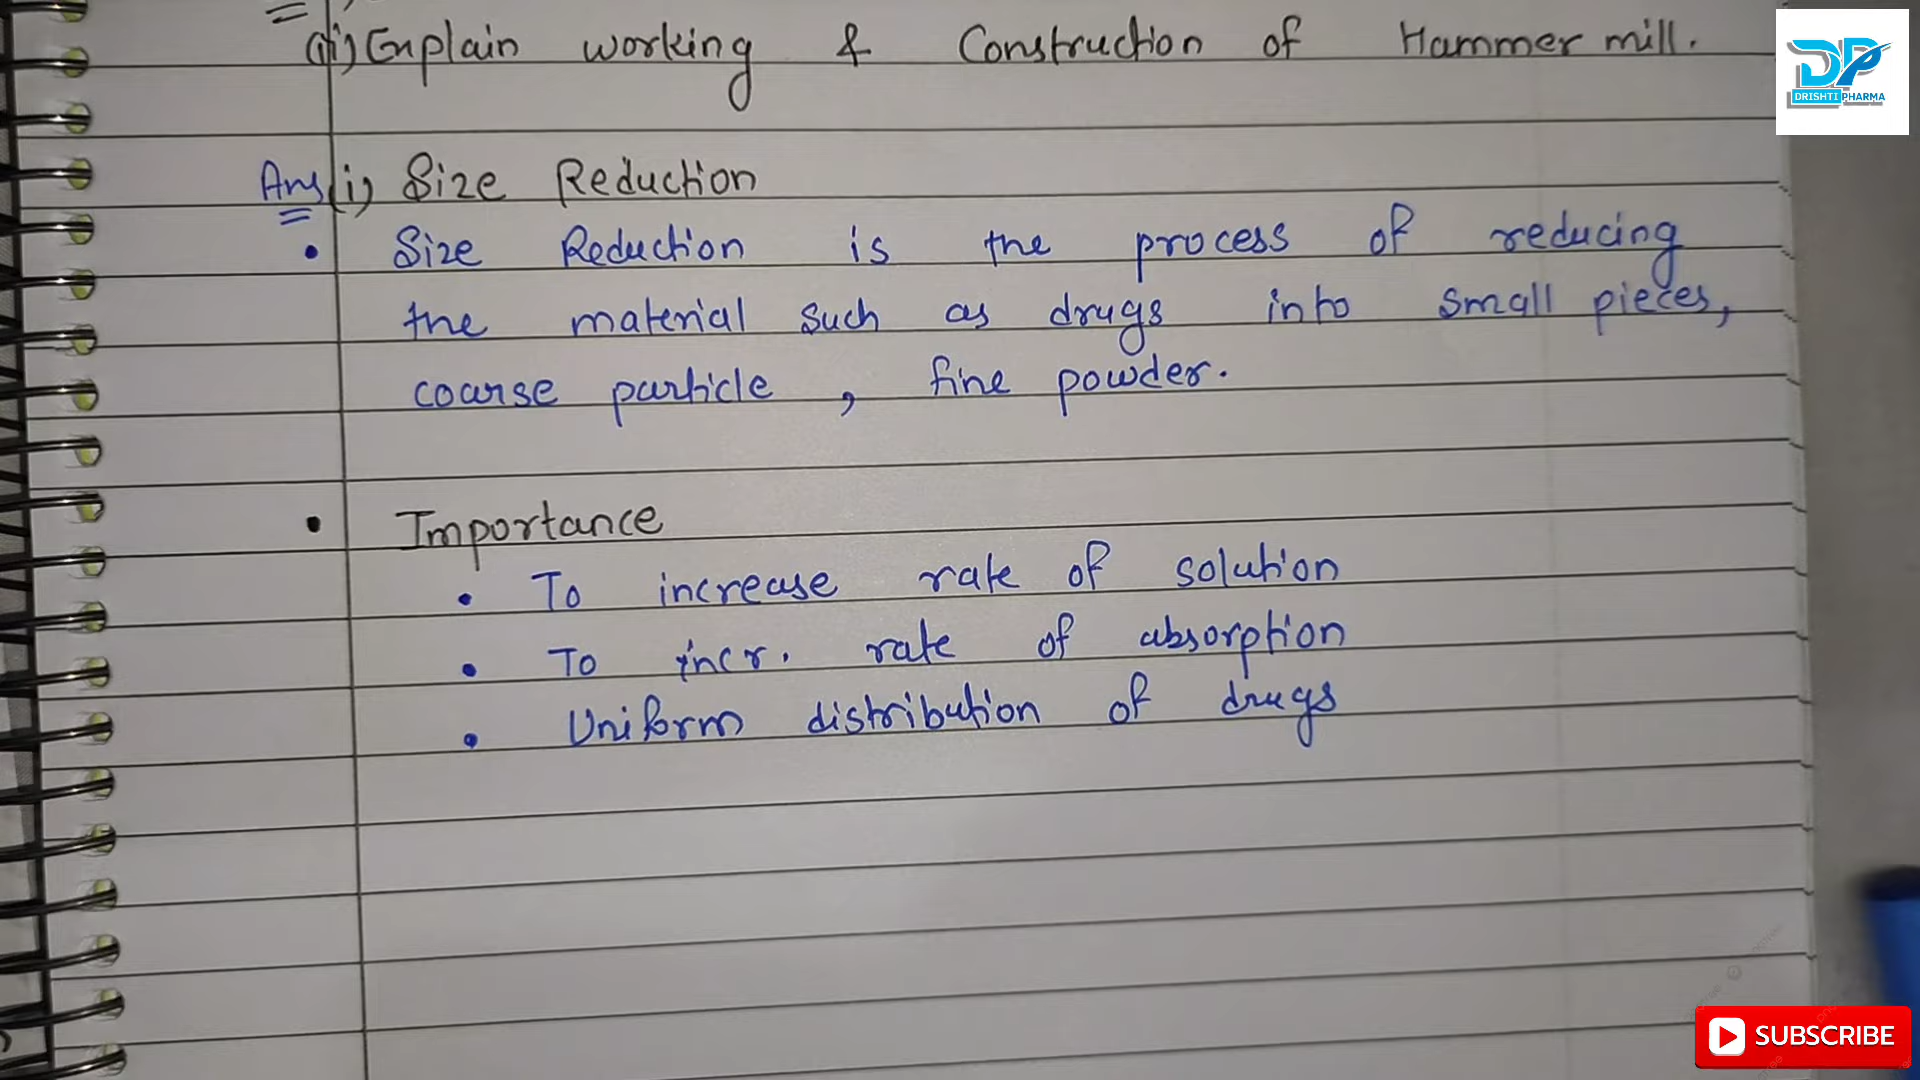 (ii) Explain working & Construction of Hammer mill.
DP
DRISHTI PHARMA
Ans (i) Size Reduction
• Size Reduction is the process of reducing
the material such as drugs into small pieces,
coarse particle , fine powder.
• Importance
• To increase rate of solution
• To incr. rate of absorption
• Uniform distribution of drugs
SUBSCRIBE